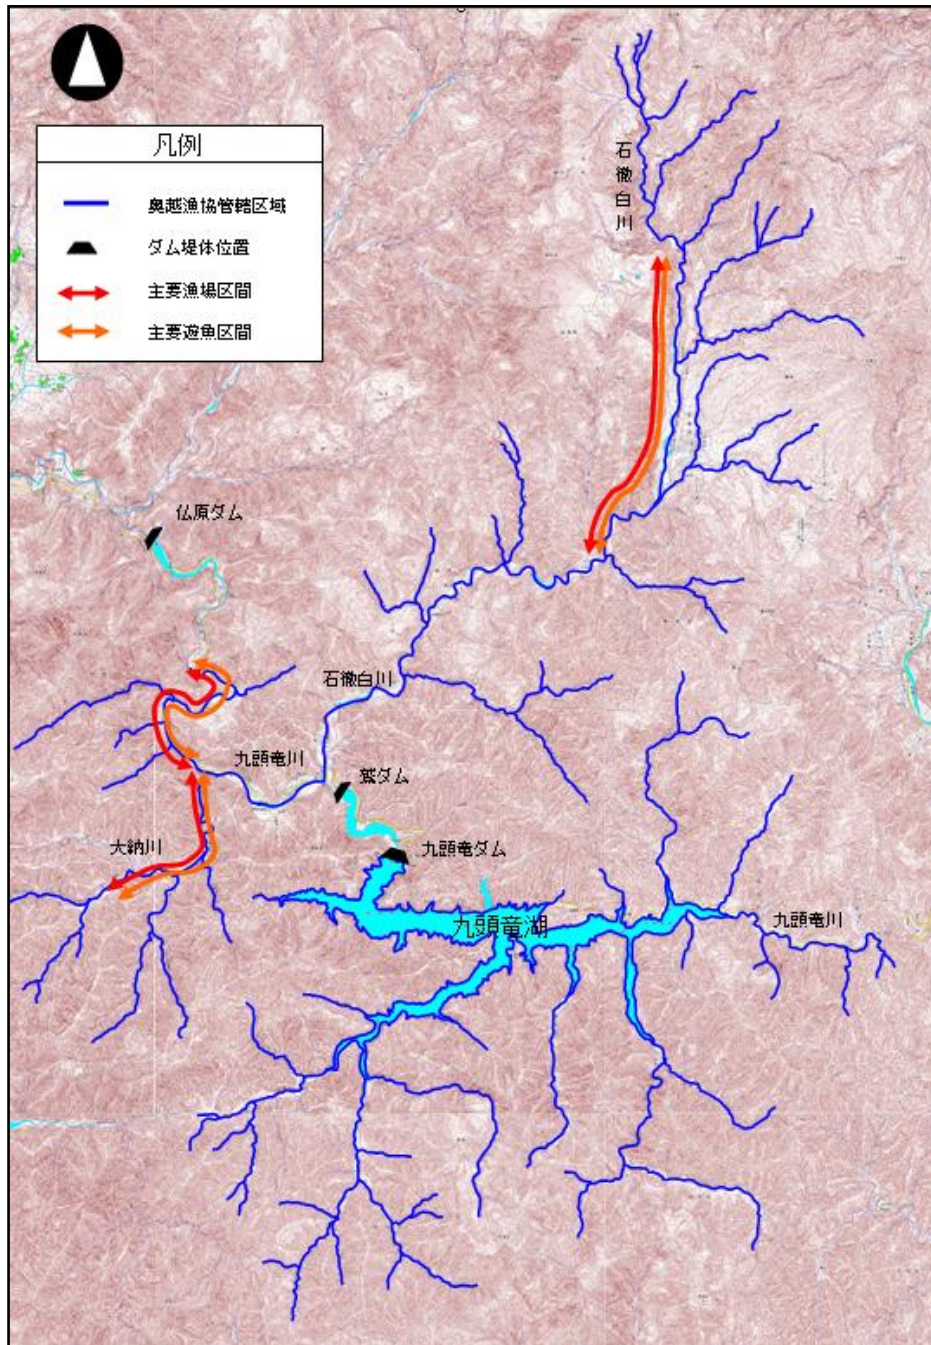 凡例
奥越漁協管轄区域
ダム堤体位置
主要漁場区間
主要遊魚区間
石徹白川
仏原ダム
石徹白川
九頭竜川
鷲ダム
大納川
九頭竜ダム
九頭竜湖
九頭竜川